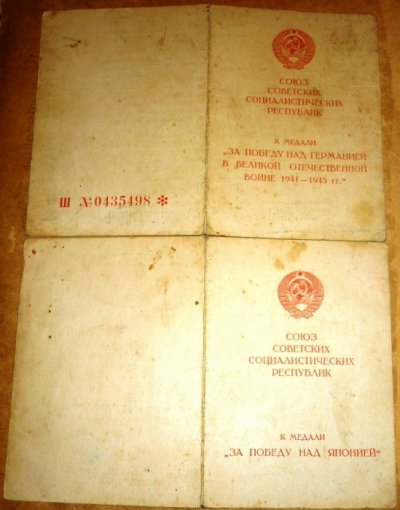 СОЮЗ
СОВЕТСКИХ
СОЦИАЛИСТИЧЕСКИХ
РЕСПУБЛИК
К МЕДАЛИ
„ЗА ПОБЕДУ НАД ГЕРМАНИЕЙ
В ВЕЛИКОЙ ОТЕЧЕСТВЕННОЙ
ВОЙНЕ 1941—1945 гг.“
Ш №0435498 *
СОЮЗ
СОВЕТСКИХ
СОЦИАЛИСТИЧЕСКИХ
РЕСПУБЛИК
К МЕДАЛИ
„ЗА ПОБЕДУ НАД ЯПОНИЕЙ“